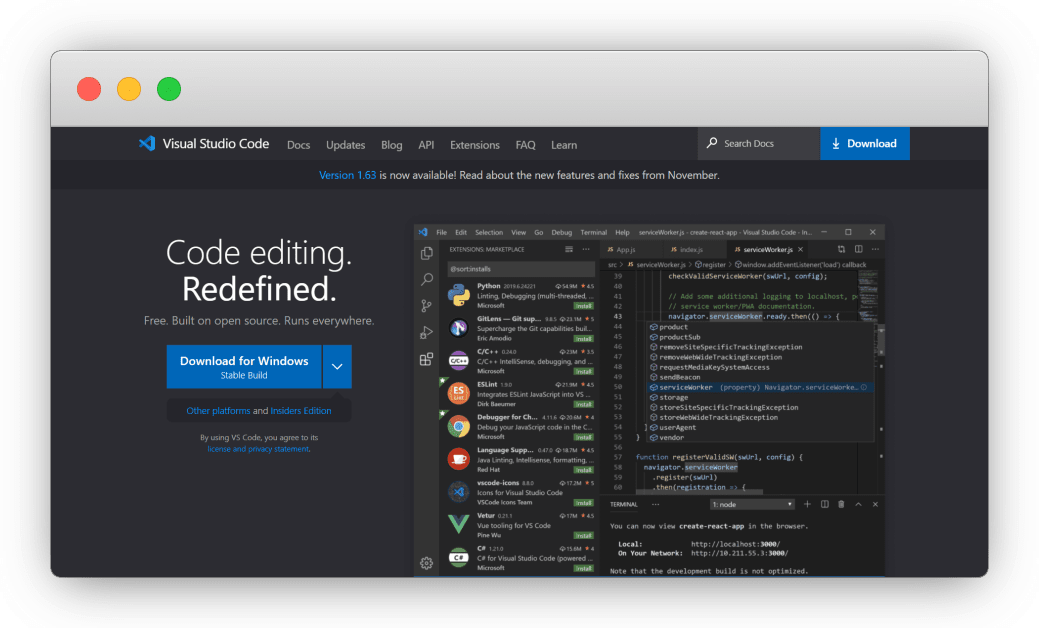 Visual Studio Code Docs Updates Blog API Extensions FAQ Learn Search Docs Download
Version 1.63 is now available! Read about the new features and fixes from November.
Code editing.
Redefined.
Free. Built on open source. Runs everywhere.
Download for Windows
Stable Build
Other platforms and Insiders Edition
By using VS Code, you agree to its
license and privacy statement.
File Edit Selection View Go Debug Terminal Help serviceWorker.js - create-react-app - Visual Studio Code - In...
EXTENSIONS: MARKETPLACE
@sort:installs
Python 2019.6.24221 54.9M 4.5
Linting, Debugging (multi-threaded, ...
Microsoft Install
GitLens — Git sup... 9.8.5 23.1M 5
Supercharge the Git capabilities buil...
Eric Amodio Install
C/C++ 0.24.0 23M 3.5
C/C++ IntelliSense, debugging, and ...
Microsoft Install
ESLint 1.9.0 21.9M 4.5
Integrates ESLint JavaScript into VS ...
Dirk Baeumer Install
Debugger for Ch... 4.11.6 20.6M 4
Debug your JavaScript code in the C...
Microsoft Install
Language Supp... 0.47.0 18.7M 4.5
Java Linting, Intellisense, formatting, ...
Red Hat Install
vscode-icons 8.8.0 17.2M 5
Icons for Visual Studio Code
VSCode Icons Team Install
Vetur 0.21.1 17M 4.5
Vue tooling for VS Code
Pine Wu Install
C# 1.21.0 15.6M 4
C# for Visual Studio Code (powered ...
Microsoft Install
JS App.js JS index.js JS serviceWorker.js
src > JS serviceWorker.js > register > window.addEventListener('load') callback
39 checkValidServiceWorker(swUrl, config);
40
41 // Add some additional logging to localhost, p
42 // service worker/PWA documentation.
43 navigator.serviceWorker.ready.then(() => {
44 product
45 productSub
46 removeSiteSpecificTrackingException
47 removeWebWideTrackingException
48 requestMediaKeySystemAccess
49 sendBeacon
50 serviceWorker (property) Navigator.serviceWorke...
51 storage
52 storeSiteSpecificTrackingException
53 storeWebWideTrackingException
54 } userAgent
55 } vendor
56
57 function registerValidSW(swUrl, config) {
58 navigator.serviceWorker
59 .register(swUrl)
60 .then(registration => {
TERMINAL ... 1: node
You can now view create-react-app in the browser.
Local: http://localhost:3000/
On Your Network: http://10.211.55.3:3000/
Note that the development build is not optimized.